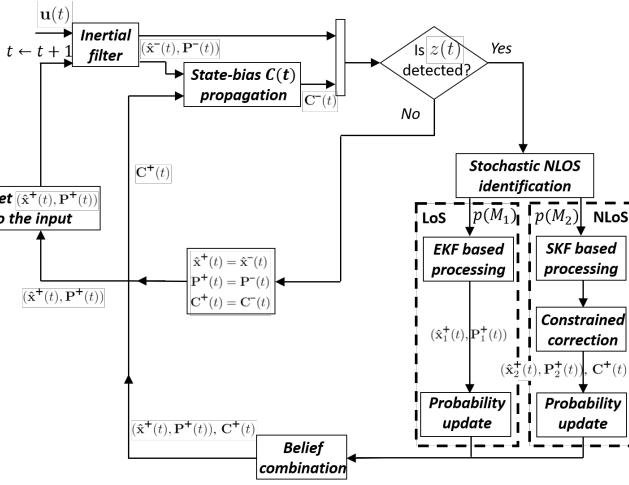 u(t)
t ← t + 1
Inertial
filter
(x̂⁻(t), P⁻(t))
State-bias C(t)
propagation
C⁻(t)
Is z(t)
detected?
Yes
No
C⁺(t)
Stochastic NLOS
identification
et (x̂⁺(t), P⁺(t))
o the input
LoS
p(M₁)
p(M₂)
NLoS
EKF based
processing
SKF based
processing
x̂⁺(t) = x̂⁻(t)
P⁺(t) = P⁻(t)
C⁺(t) = C⁻(t)
(x̂⁺(t), P⁺(t))
Constrained
correction
(x̂₁⁺(t), P₁⁺(t))
(x̂₂⁺(t), P₂⁺(t)), C⁺(t)
Probability
update
Probability
update
(x̂⁺(t), P⁺(t)), C⁺(t)
Belief
combination